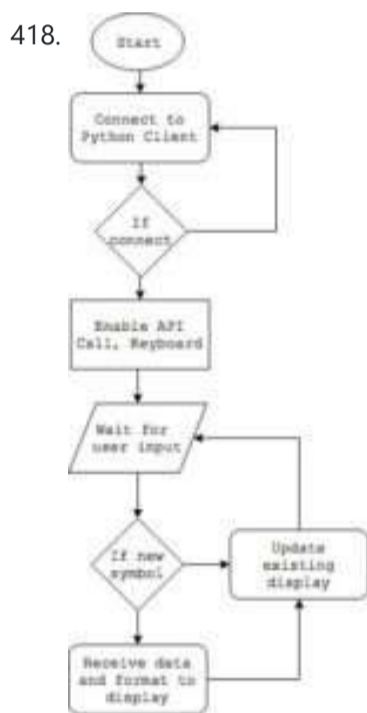 418.
Start
Connect to
Python Client
If
connect
Enable API
Call, Keyboard
Wait for
user input
If new
symbol
Update
existing
display
Receive data
and format to
display